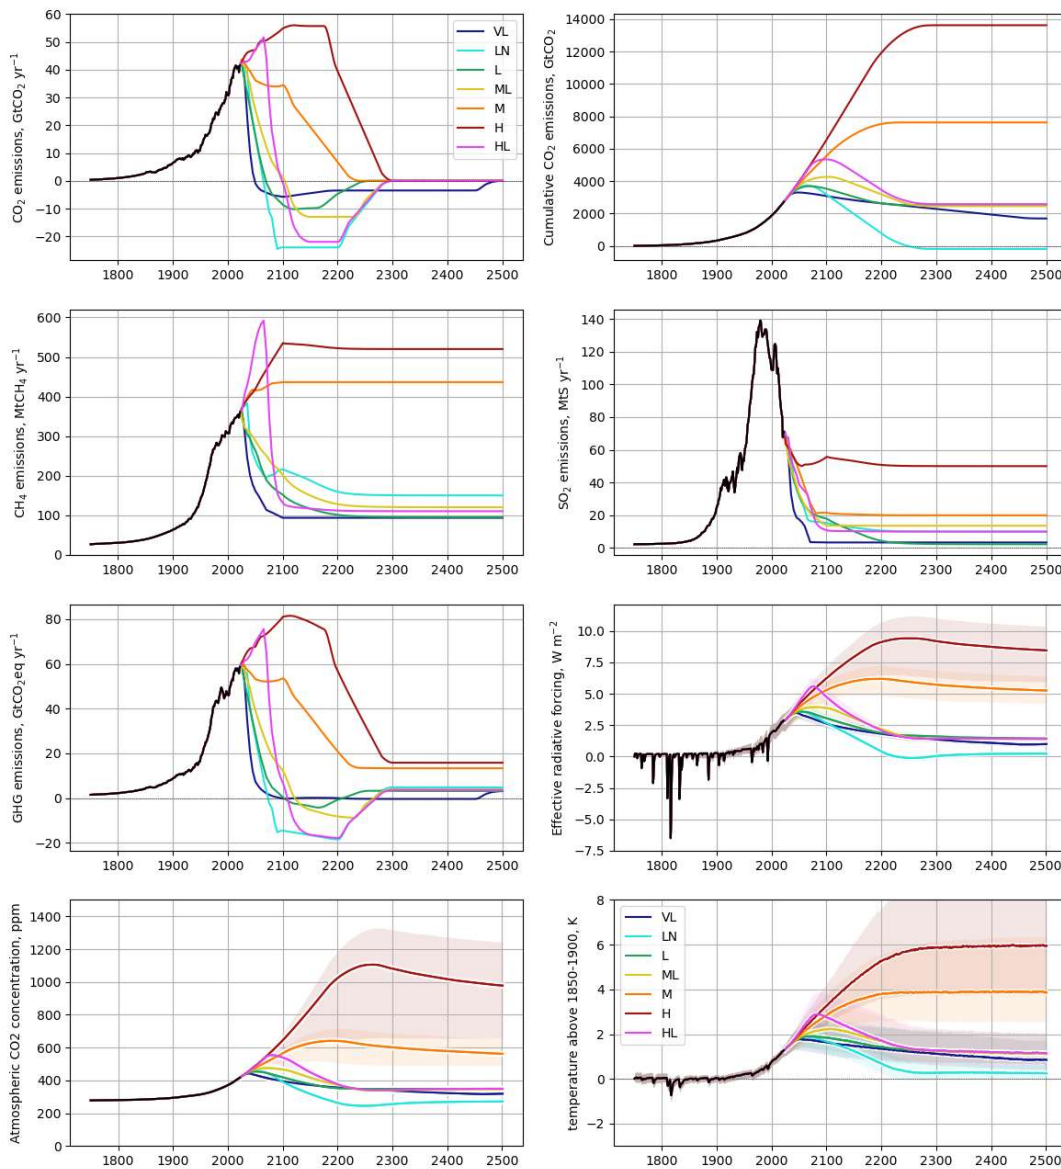 CO₂ emissions, GtCO₂ yr⁻¹
60
50
40
30
20
10
0
−10
−20
1800 1900 2000 2100 2200 2300 2400 2500
VL
LN
L
ML
M
H
HL
Cumulative CO₂ emissions, GtCO₂
14000
12000
10000
8000
6000
4000
2000
0
1800 1900 2000 2100 2200 2300 2400 2500
CH₄ emissions, MtCH₄ yr⁻¹
600
500
400
300
200
100
0
1800 1900 2000 2100 2200 2300 2400 2500
SO₂ emissions, MtS yr⁻¹
140
120
100
80
60
40
20
0
1800 1900 2000 2100 2200 2300 2400 2500
GHG emissions, GtCO₂eq yr⁻¹
80
60
40
20
0
−20
1800 1900 2000 2100 2200 2300 2400 2500
Effective radiative forcing, W m⁻²
10.0
7.5
5.0
2.5
0.0
−2.5
−5.0
−7.5
1800 1900 2000 2100 2200 2300 2400 2500
Atmospheric CO2 concentration, ppm
1400
1200
1000
800
600
400
200
0
1800 1900 2000 2100 2200 2300 2400 2500
temperature above 1850-1900, K
8
6
4
2
0
−2
1800 1900 2000 2100 2200 2300 2400 2500
VL
LN
L
ML
M
H
HL